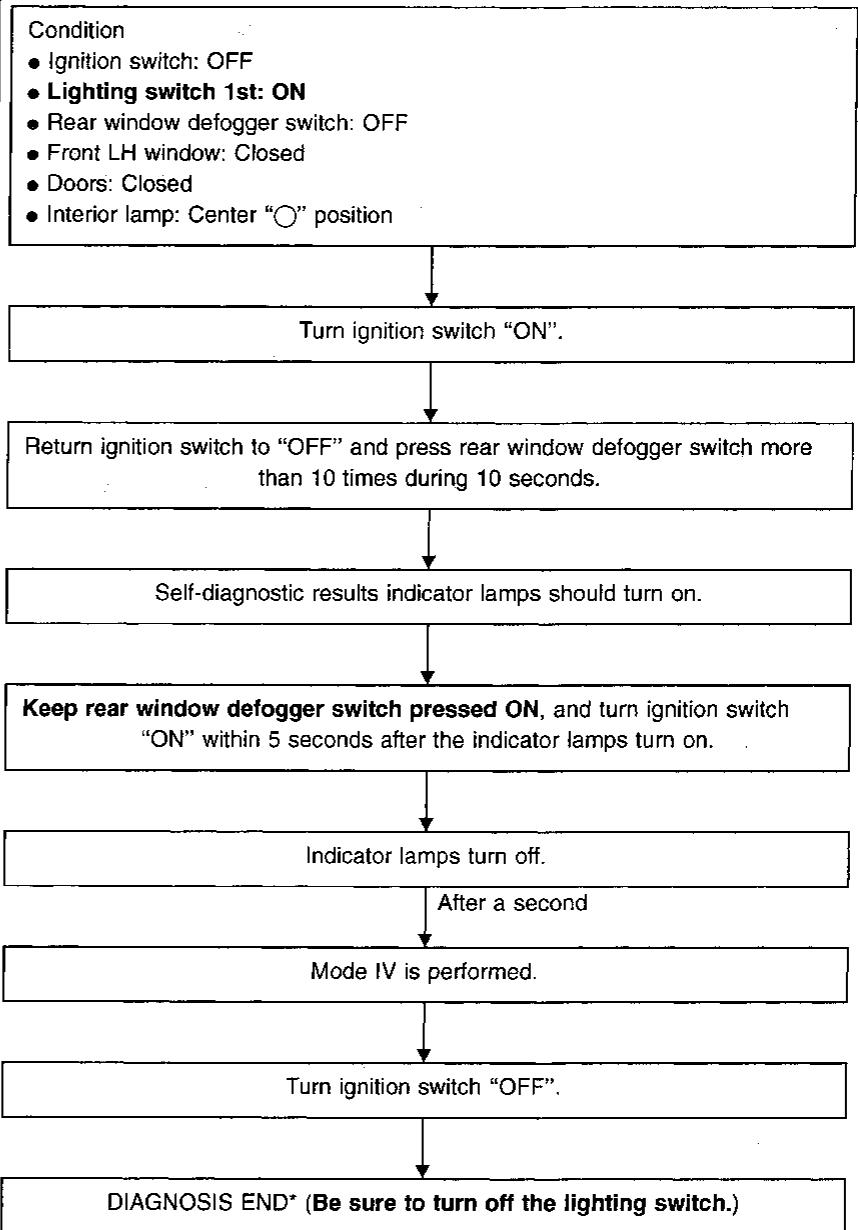 Condition
● Ignition switch: OFF
● Lighting switch 1st: ON
● Rear window defogger switch: OFF
● Front LH window: Closed
● Doors: Closed
● Interior lamp: Center “○” position
Turn ignition switch “ON”.
Return ignition switch to “OFF” and press rear window defogger switch more
than 10 times during 10 seconds.
Self-diagnostic results indicator lamps should turn on.
Keep rear window defogger switch pressed ON, and turn ignition switch
“ON” within 5 seconds after the indicator lamps turn on.
Indicator lamps turn off.
After a second
Mode IV is performed.
Turn ignition switch “OFF”.
DIAGNOSIS END* (Be sure to turn off the lighting switch.)